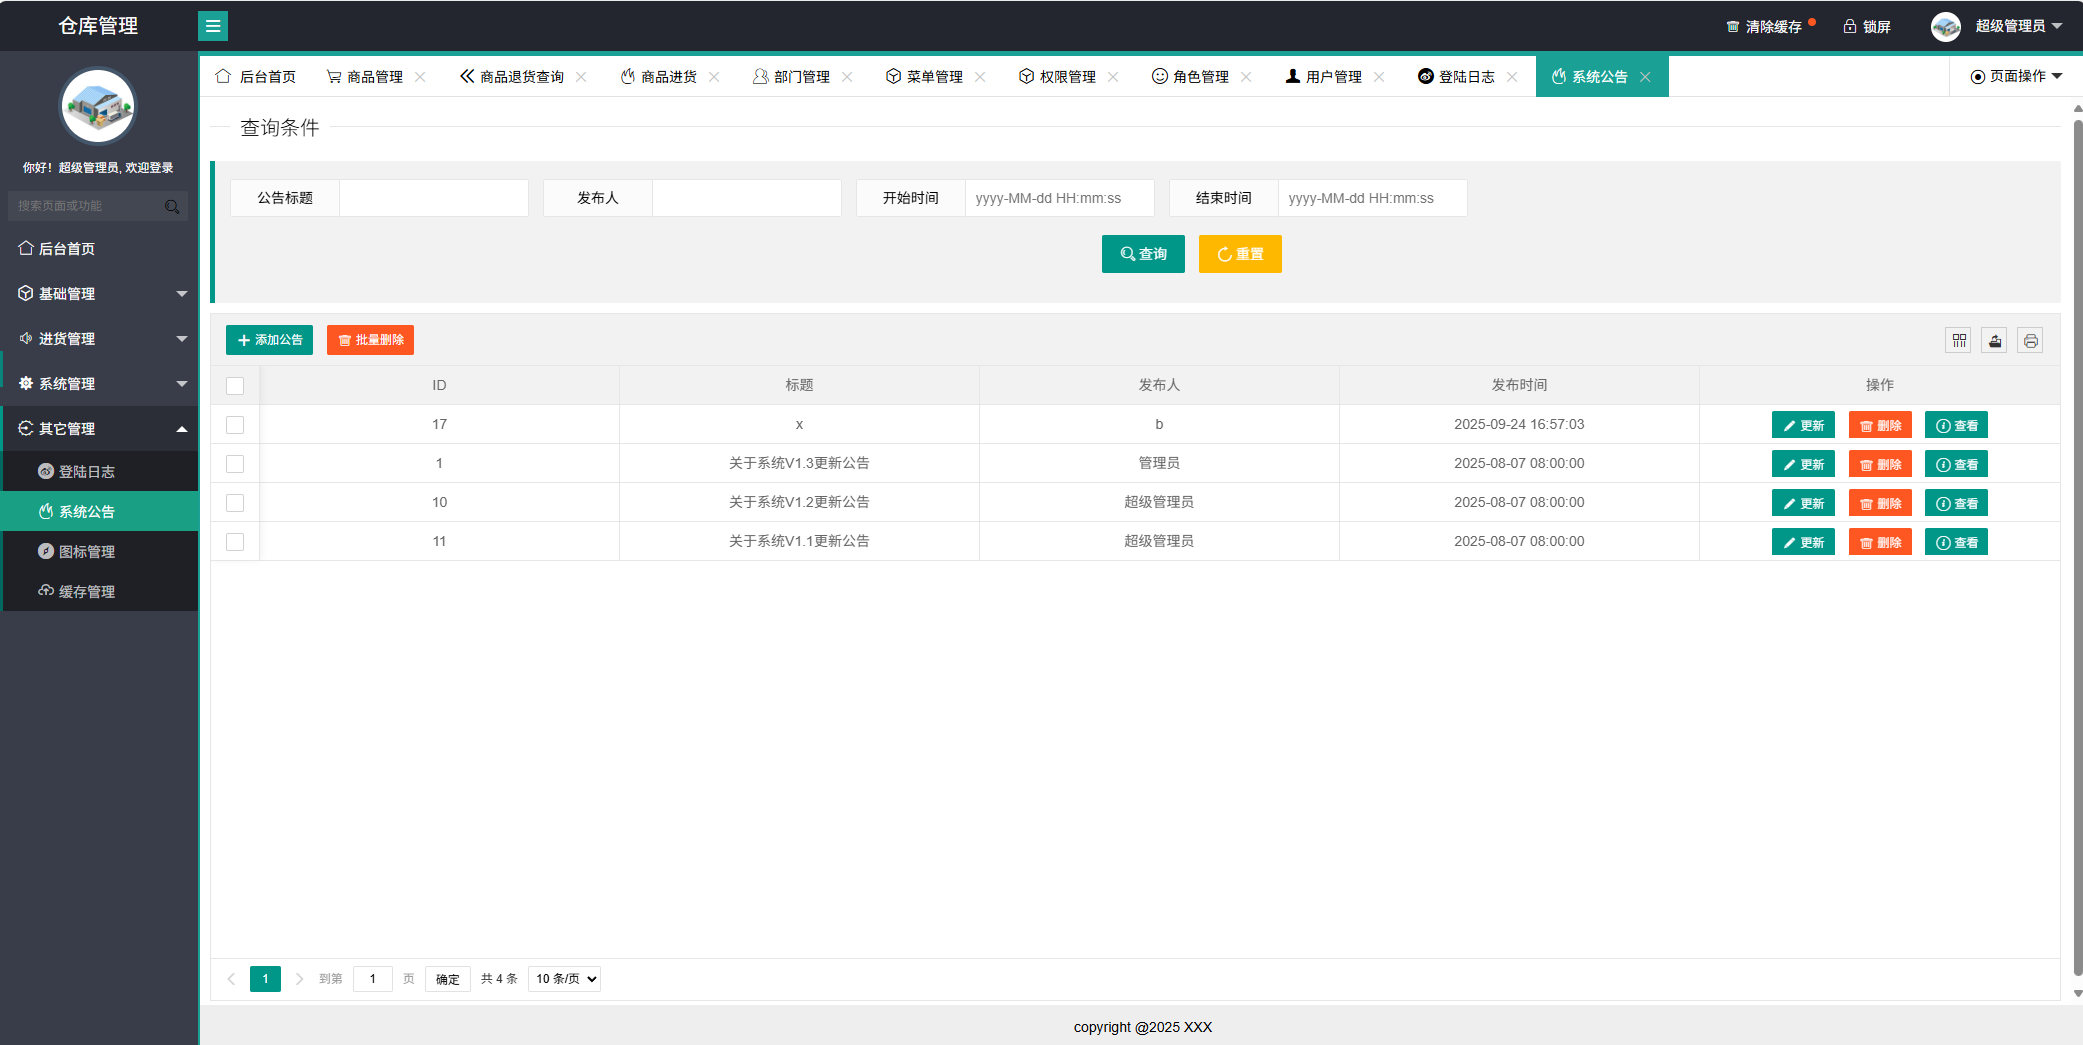 仓库管理
清除缓存
锁屏
超级管理员
后台首页
商品管理
商品退货查询
商品进货
部门管理
菜单管理
权限管理
角色管理
用户管理
登陆日志
系统公告
页面操作
你好！超级管理员, 欢迎登录
搜索页面或功能
后台首页
基础管理
进货管理
系统管理
其它管理
登陆日志
系统公告
图标管理
缓存管理
查询条件
公告标题
发布人
开始时间 yyyy-MM-dd HH:mm:ss
结束时间 yyyy-MM-dd HH:mm:ss
查询 重置
添加公告 批量删除
ID 标题 发布人 发布时间 操作
17 x b 2025-09-24 16:57:03 更新 删除 查看
1 关于系统V1.3更新公告 管理员 2025-08-07 08:00:00 更新 删除 查看
10 关于系统V1.2更新公告 超级管理员 2025-08-07 08:00:00 更新 删除 查看
11 关于系统V1.1更新公告 超级管理员 2025-08-07 08:00:00 更新 删除 查看
1 到第 1 页 确定 共 4 条 10 条/页
copyright @2025 XXX